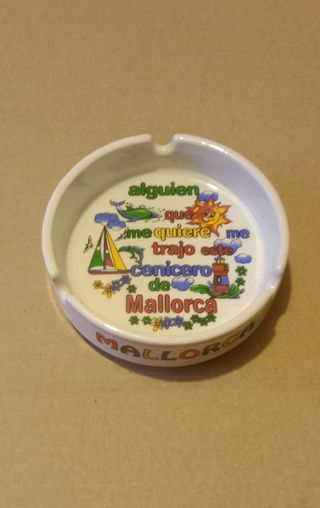 alguien
que
me quiere me
trajo este
cenicero
de
Mallorca
MALLORCA